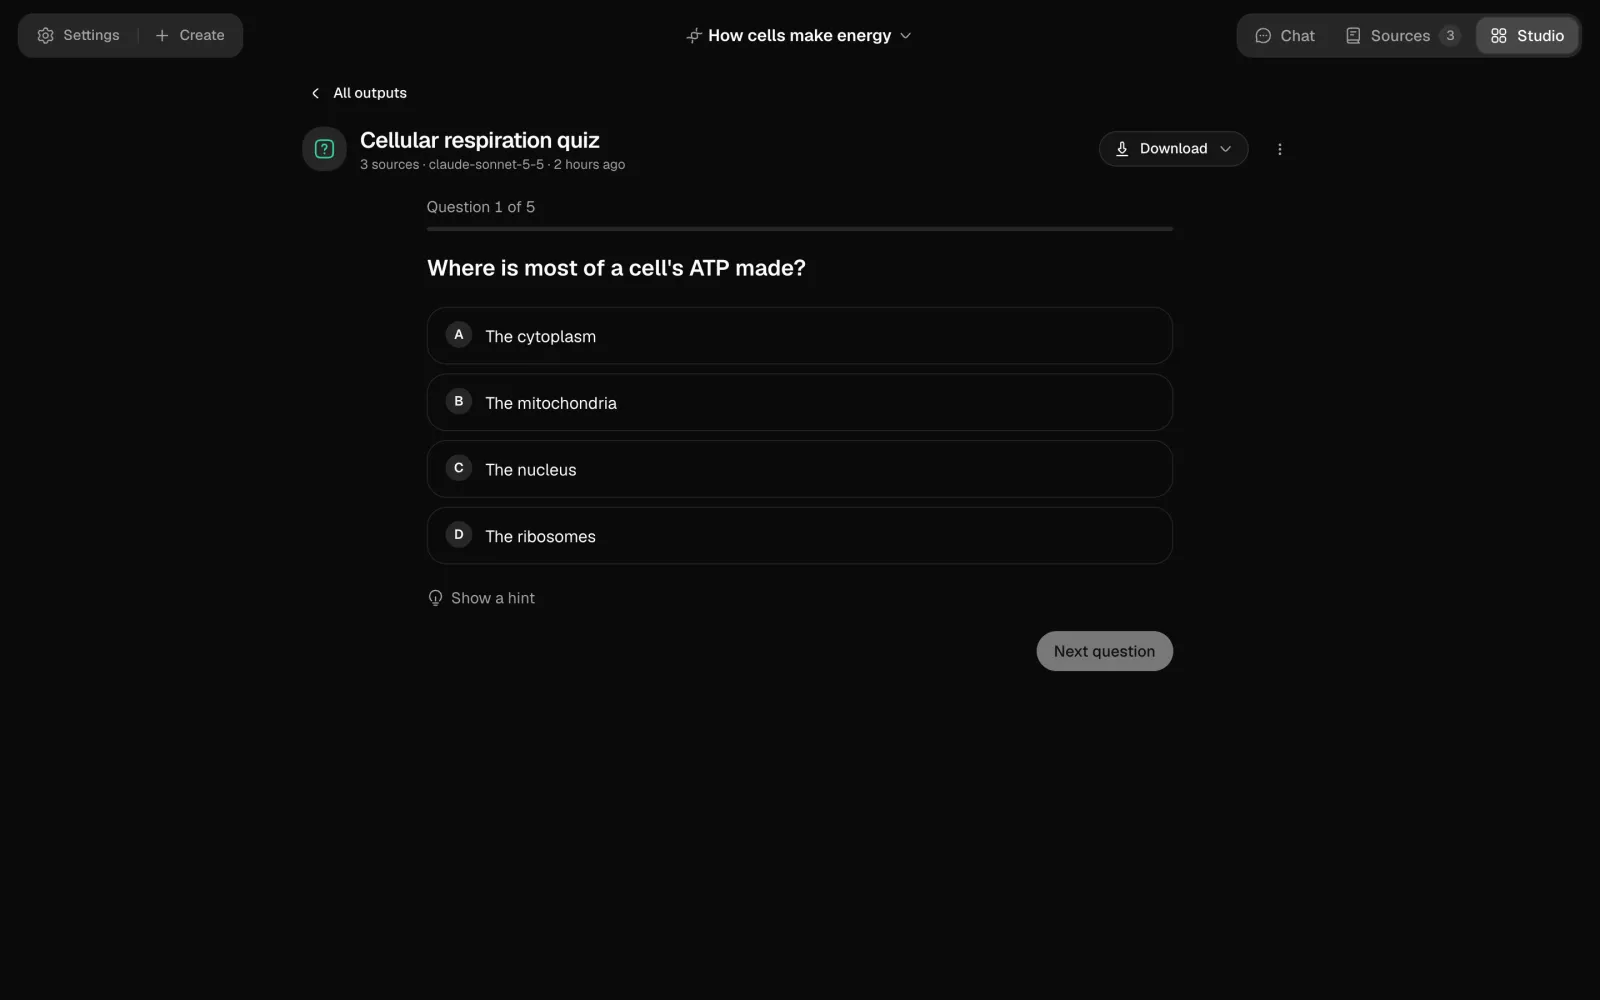 Settings
Create
How cells make energy
Chat
Sources 3
Studio
All outputs
?
Cellular respiration quiz
3 sources · claude-sonnet-5-5 · 2 hours ago
Download
Question 1 of 5
Where is most of a cell's ATP made?
A The cytoplasm
B The mitochondria
C The nucleus
D The ribosomes
Show a hint
Next question